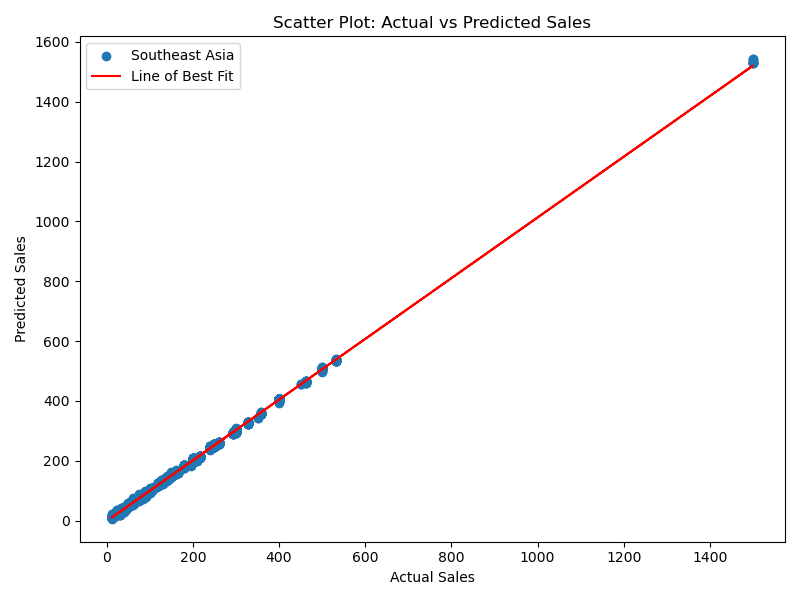 Scatter Plot: Actual vs Predicted Sales
Southeast Asia
Line of Best Fit
1600
1400
1200
1000
800
600
400
200
0
Predicted Sales
0 200 400 600 800 1000 1200 1400
Actual Sales